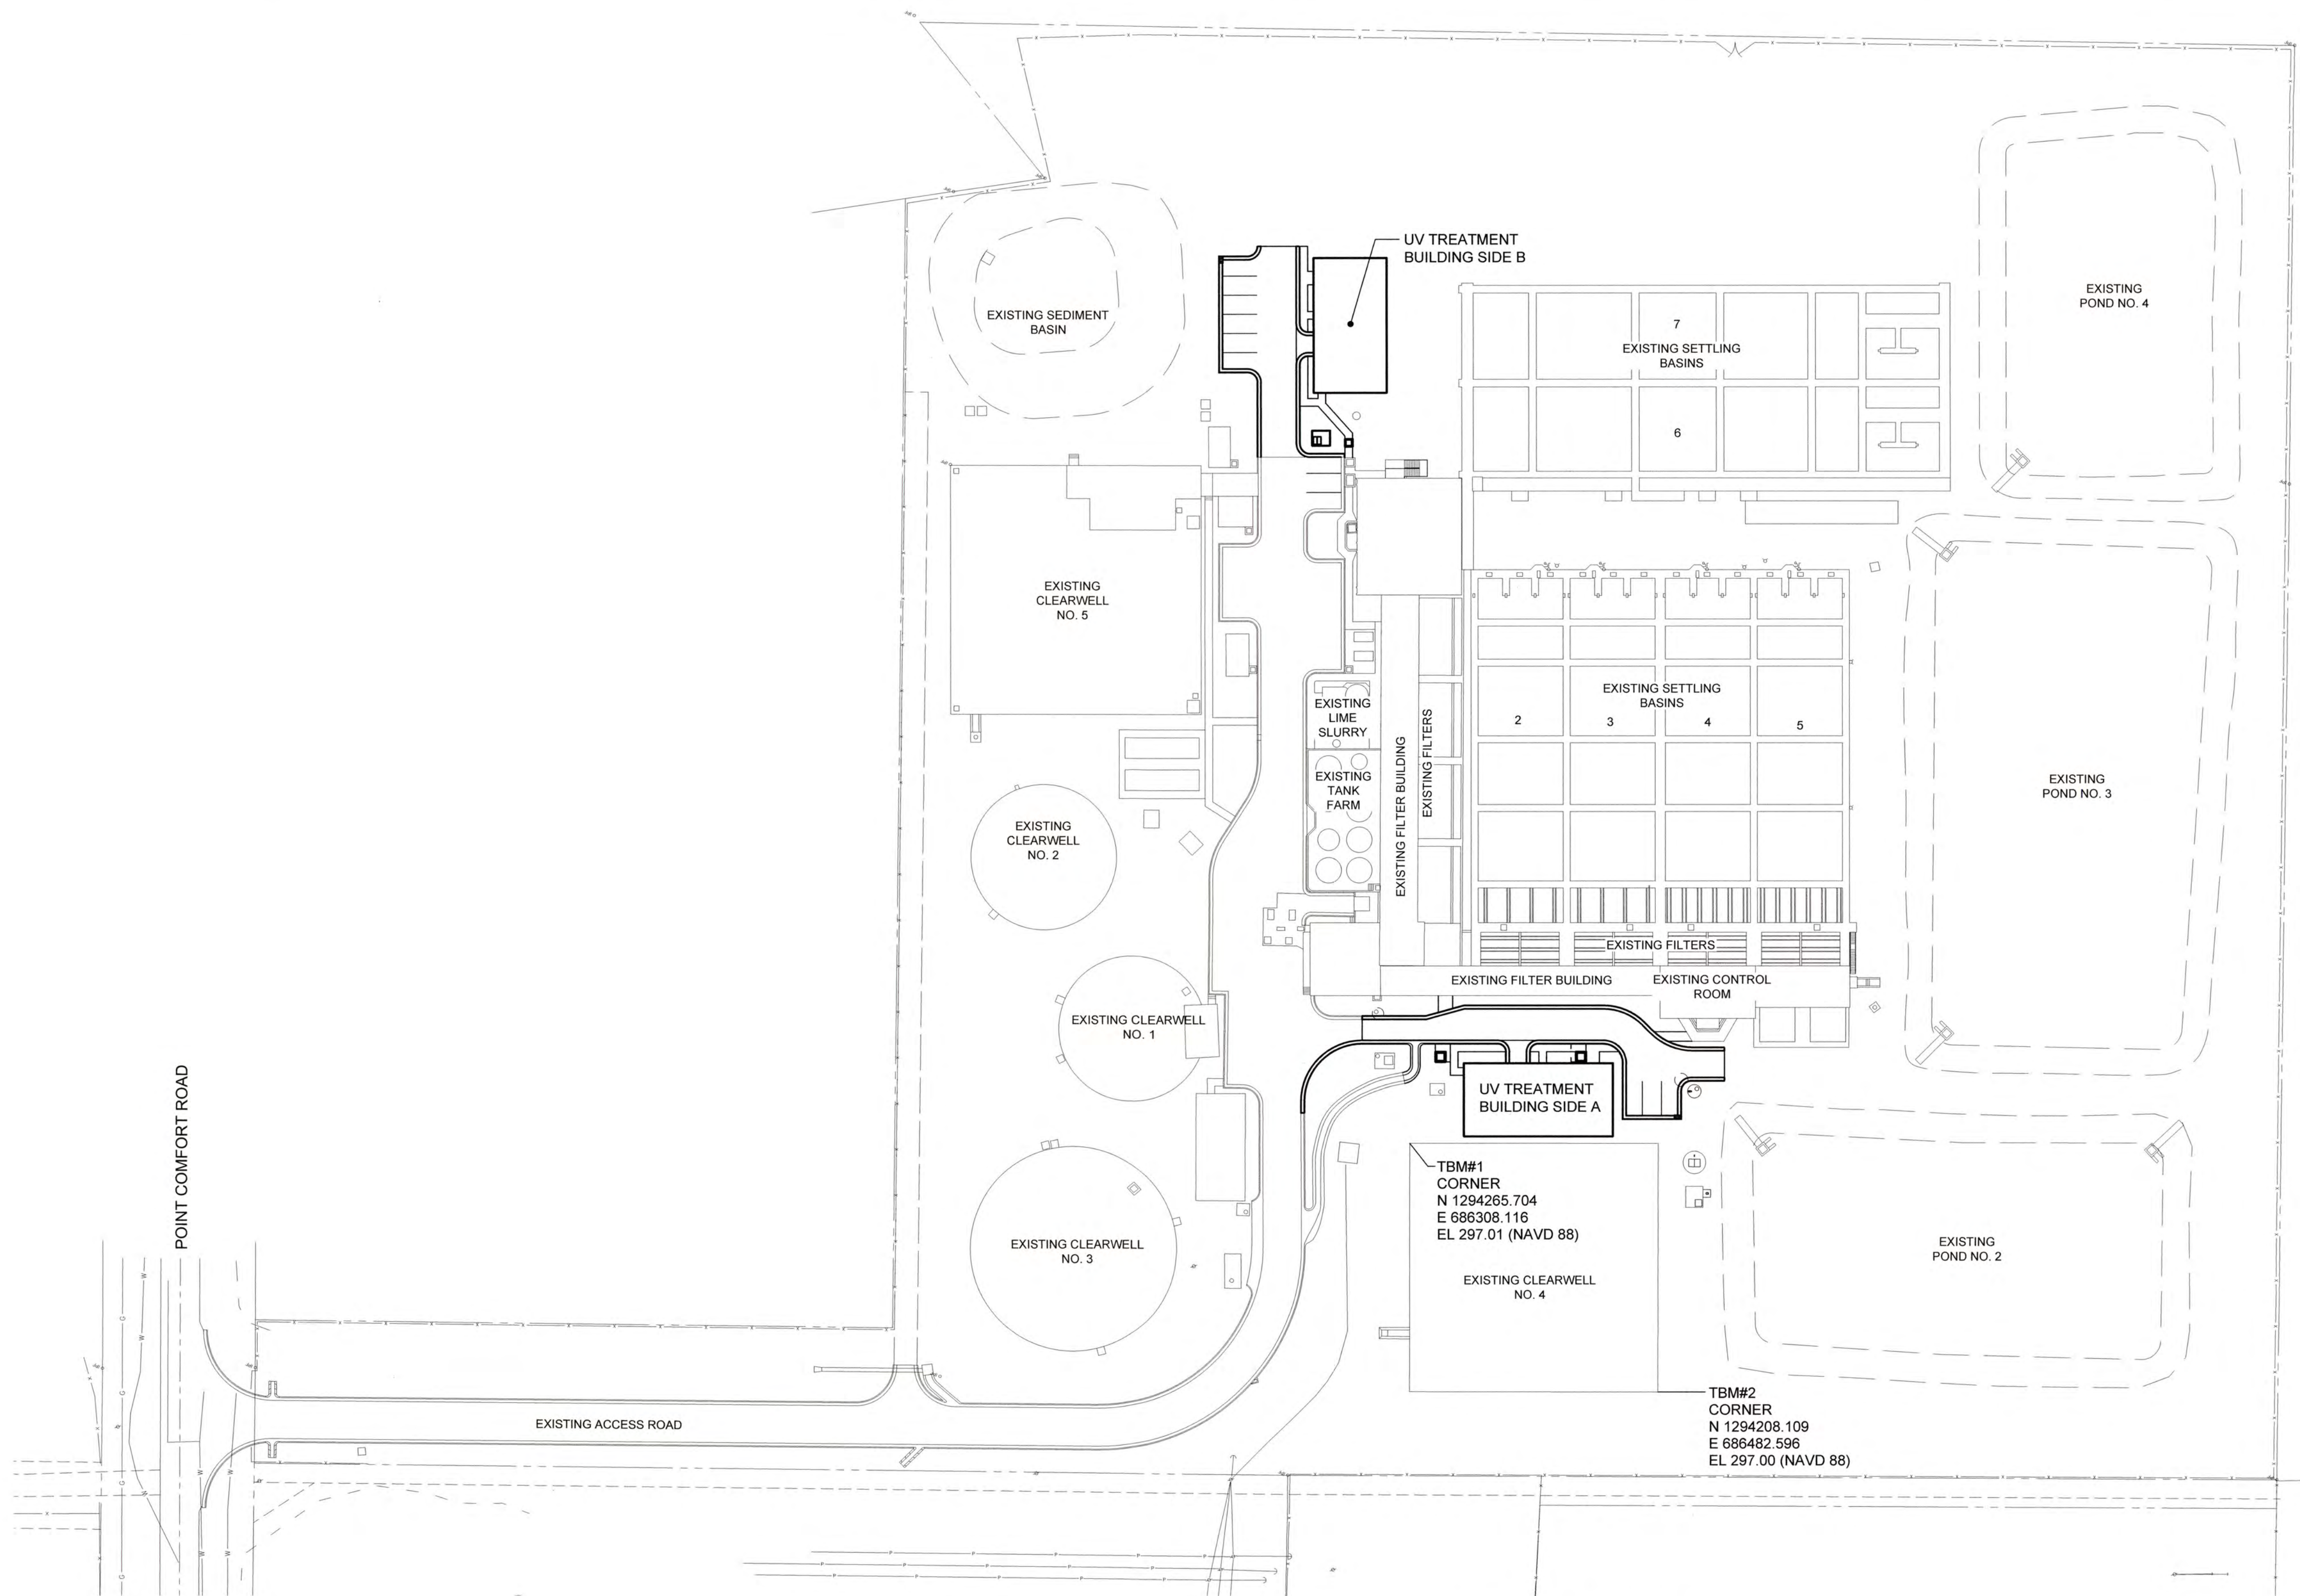 UV TREATMENT
BUILDING SIDE B
EXISTING
POND NO. 4
EXISTING SEDIMENT
BASIN
7
EXISTING SETTLING
BASINS
6
EXISTING
CLEARWELL
NO. 5
EXISTING
LIME
SLURRY
EXISTING
TANK
FARM
EXISTING FILTER BUILDING
EXISTING FILTERS
EXISTING SETTLING
BASINS
2
3
4
5
EXISTING
POND NO. 3
EXISTING
CLEARWELL
NO. 2
EXISTING FILTERS
EXISTING FILTER BUILDING
EXISTING CONTROL
ROOM
EXISTING CLEARWELL
NO. 1
UV TREATMENT
BUILDING SIDE A
POINT COMFORT ROAD
TBM#1
CORNER
N 1294265.704
E 686308.116
EL 297.01 (NAVD 88)
EXISTING CLEARWELL
NO. 3
EXISTING
POND NO. 2
EXISTING CLEARWELL
NO. 4
TBM#2
CORNER
N 1294208.109
E 686482.596
EL 297.00 (NAVD 88)
EXISTING ACCESS ROAD